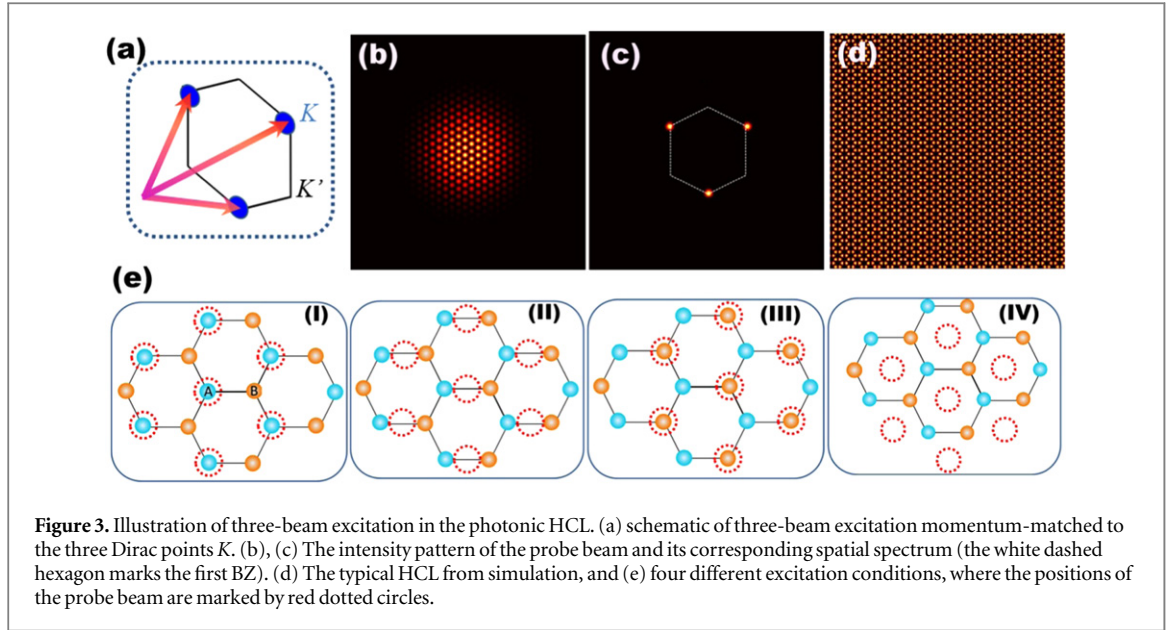 (a)
(b)
(c)
(d)
K
K'
(e)
(I)
(II)
(III)
(IV)
A B
Figure 3. Illustration of three-beam excitation in the photonic HCL. (a) schematic of three-beam excitation momentum-matched to
the three Dirac points K. (b), (c) The intensity pattern of the probe beam and its corresponding spatial spectrum (the white dashed
hexagon marks the first BZ). (d) The typical HCL from simulation, and (e) four different excitation conditions, where the positions of
the probe beam are marked by red dotted circles.